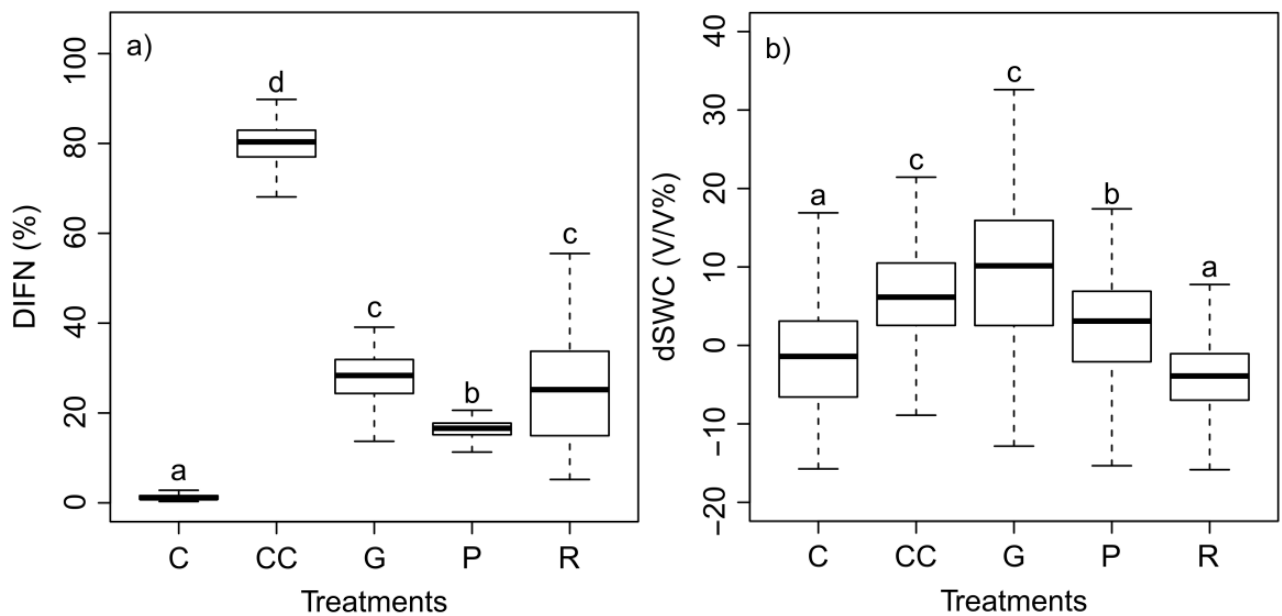 a)
DIFN (%)
100
80
60
40
20
0
a
d
c
b
c
C CC G P R
Treatments
b)
dSWC (V/V%)
40
30
20
10
0
−10
−20
a
c
c
b
a
C CC G P R
Treatments